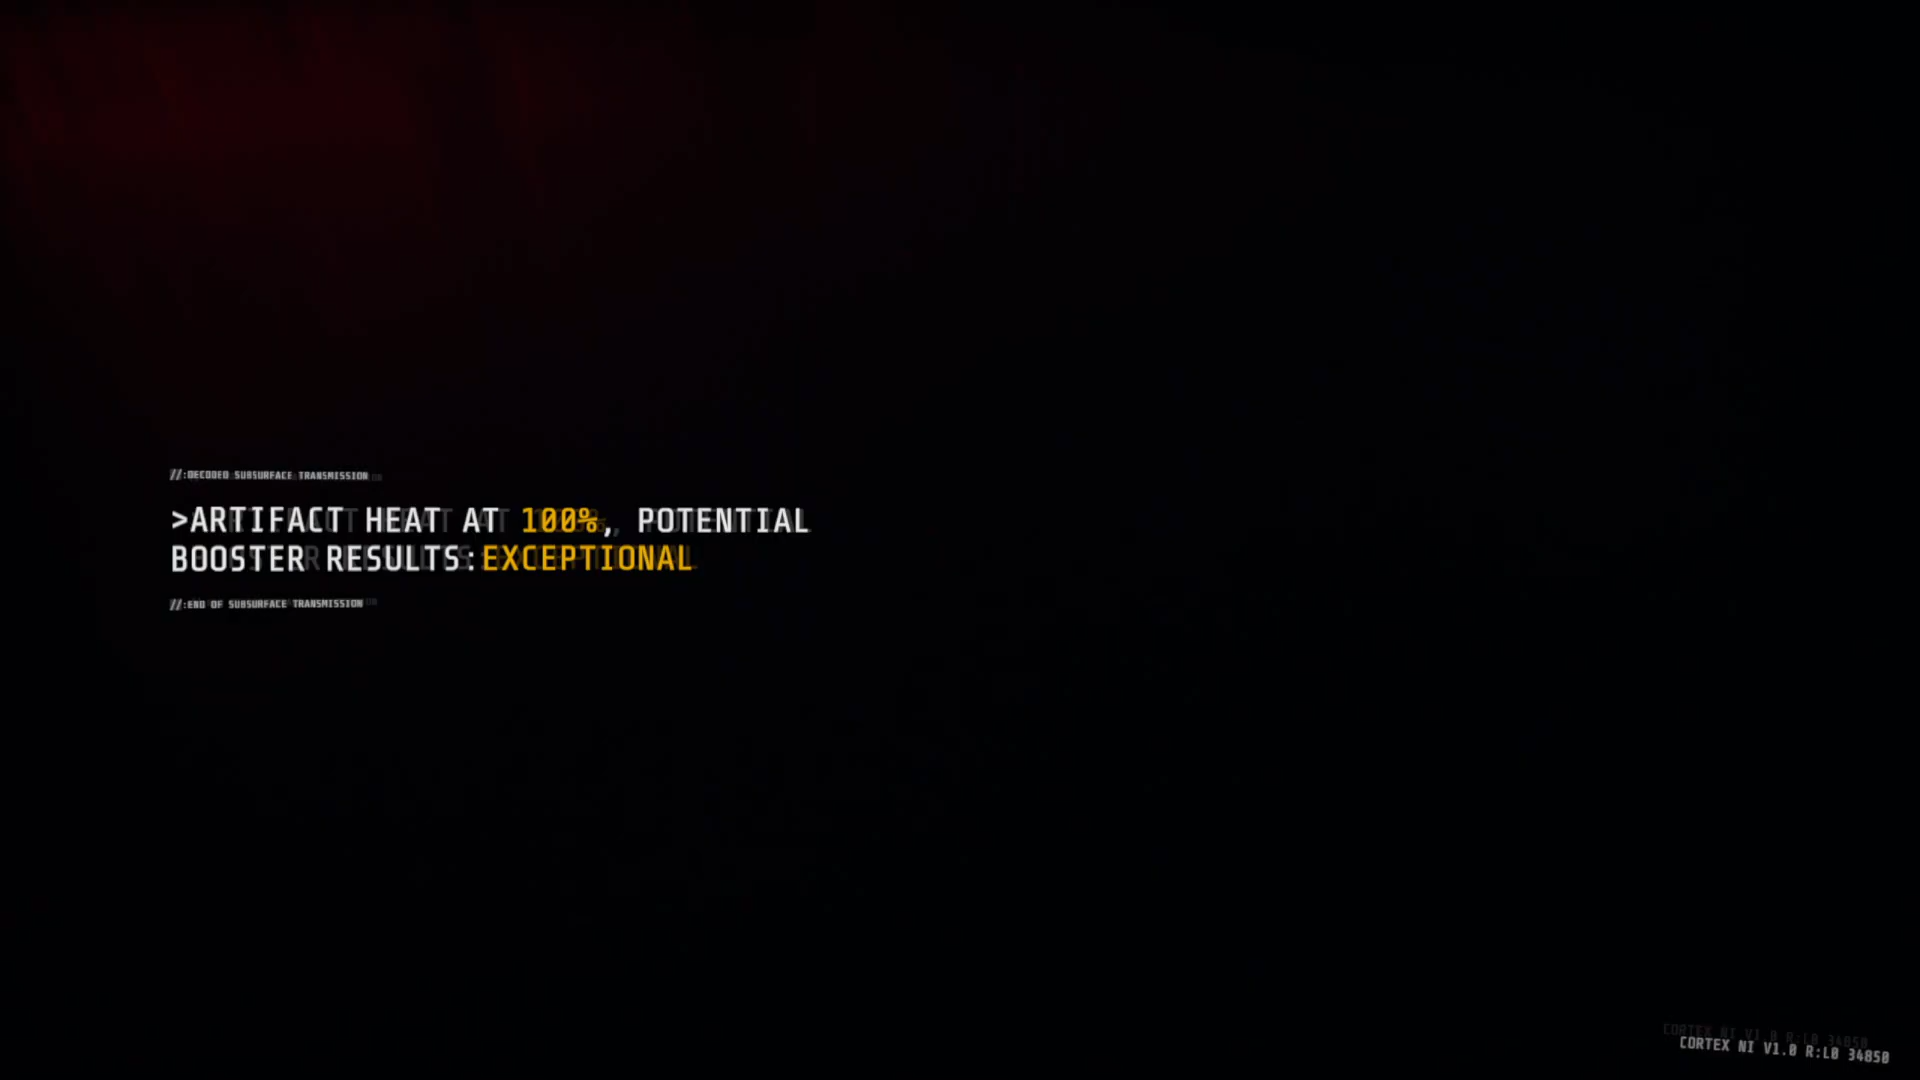 //:DECODED SUBSURFACE TRANSMISSION
>ARTIFACT HEAT AT 100%, POTENTIAL
BOOSTER RESULTS:EXCEPTIONAL
//:END OF SUBSURFACE TRANSMISSION
CORTEX NI V1.0 R:L0 34850